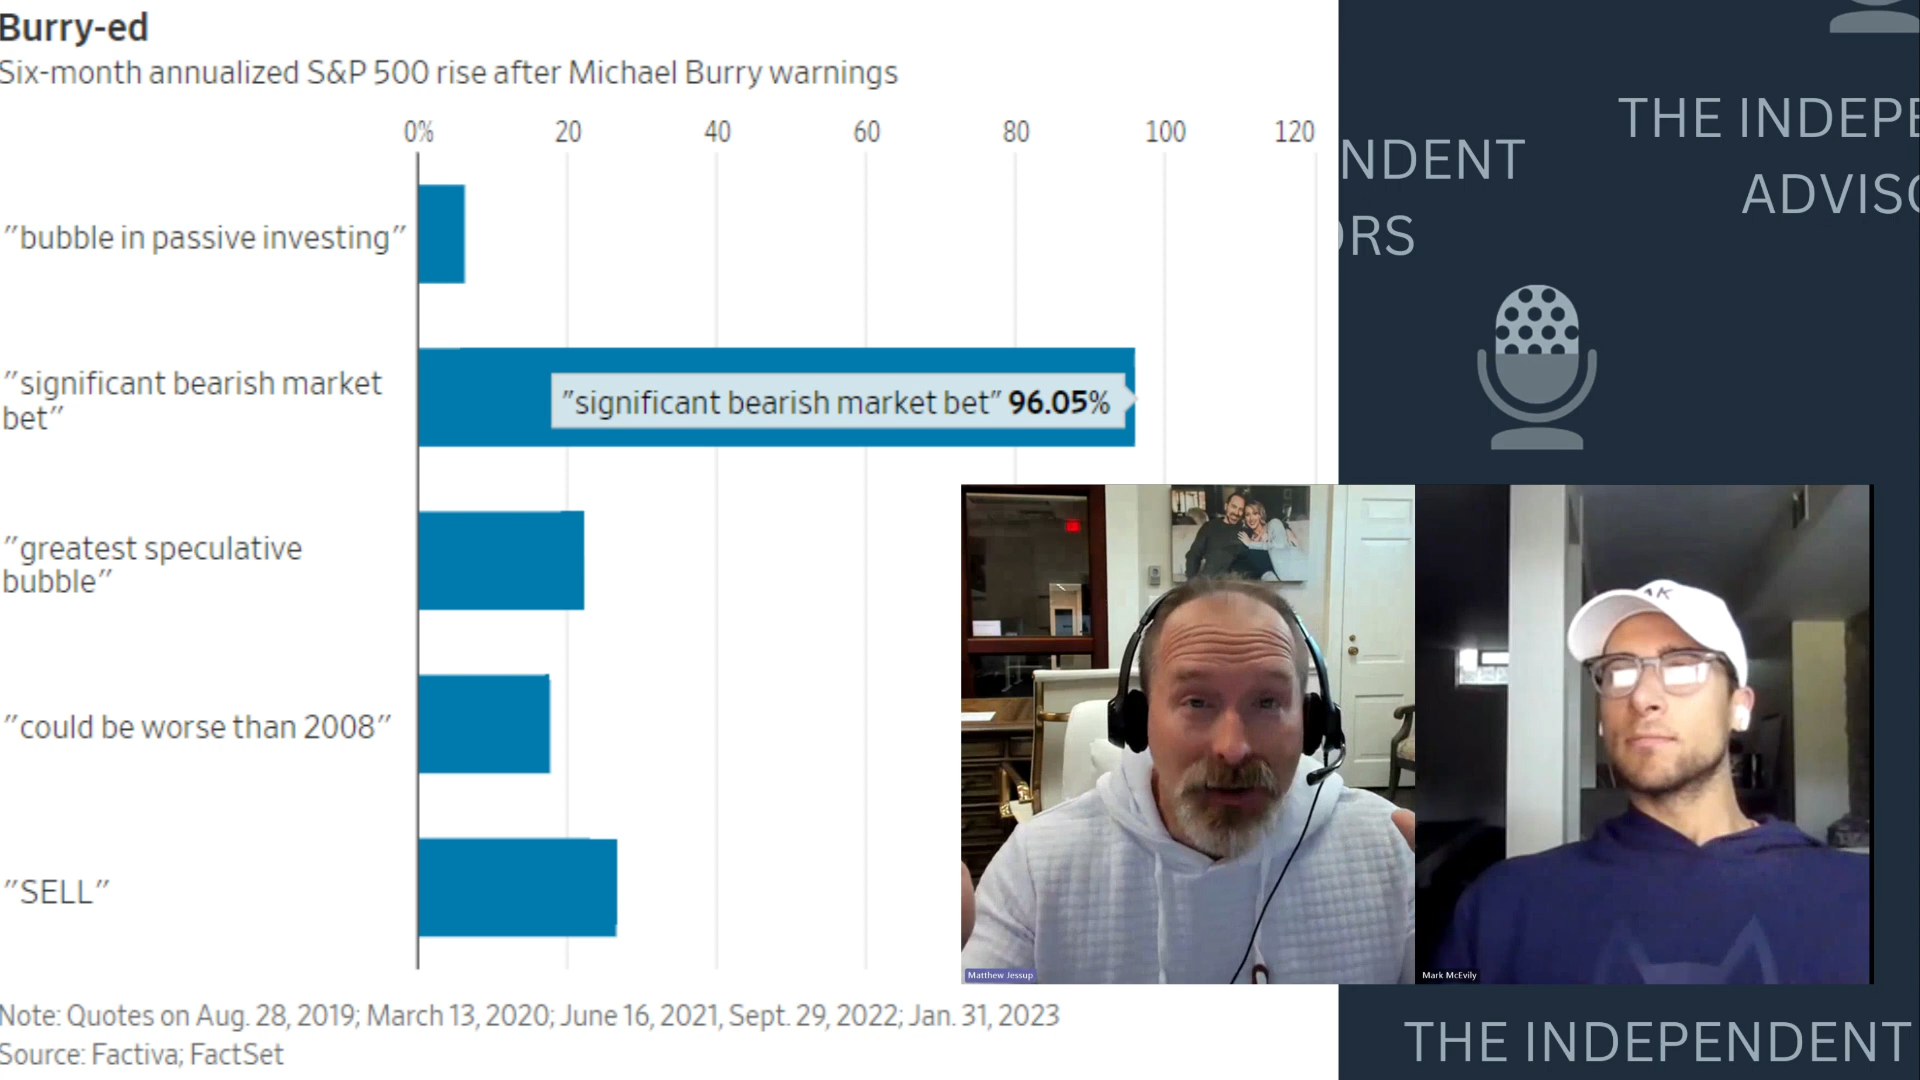 Burry-ed
Six-month annualized S&P 500 rise after Michael Burry warnings
0% 20 40 60 80 100 120
"bubble in passive investing"
"significant bearish market
bet"
"significant bearish market bet" 96.05%
"greatest speculative
bubble"
"could be worse than 2008"
"SELL"
Note: Quotes on Aug. 28, 2019; March 13, 2020; June 16, 2021, Sept. 29, 2022; Jan. 31, 2023
Source: Factiva; FactSet
THE INDEPE
ADVISO
NDENT
ORS
AK
Matthew Jessup
Mark McEvily
THE INDEPENDENT